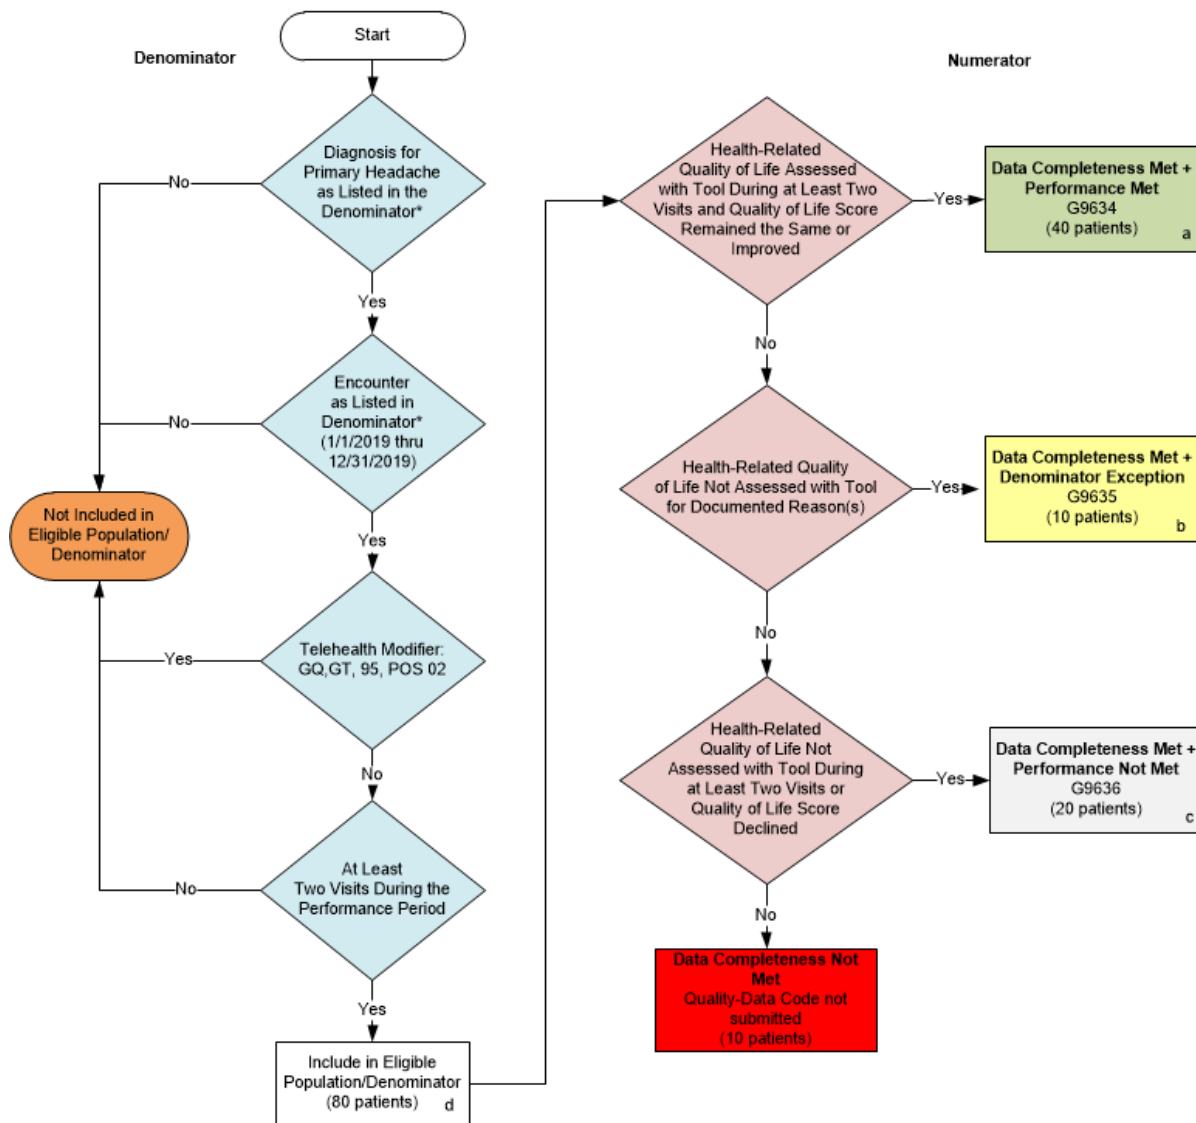 Start
Denominator
Diagnosis for
Primary Headache
as Listed in the
Denominator*
No
Yes
Encounter
as Listed in
Denominator*
(1/1/2019 thru
12/31/2019)
No
Not Included in
Eligible Population/
Denominator
Yes
Telehealth Modifier:
GQ,GT, 95, POS 02
Yes
No
At Least
Two Visits During the
Performance Period
No
Yes
Include in Eligible
Population/Denominator
(80 patients)
d
Numerator
Health-Related
Quality of Life Assessed
with Tool During at Least Two
Visits and Quality of Life Score
Remained the Same or
Improved
Yes
Data Completeness Met +
Performance Met
G9634
(40 patients)
a
No
Health-Related Quality
of Life Not Assessed with Tool
for Documented Reason(s)
Yes
Data Completeness Met +
Denominator Exception
G9635
(10 patients)
b
No
Health-Related
Quality of Life Not
Assessed with Tool During
at Least Two Visits or
Quality of Life Score
Declined
Yes
Data Completeness Met +
Performance Not Met
G9636
(20 patients)
c
No
Data Completeness Not
Met
Quality-Data Code not
submitted
(10 patients)